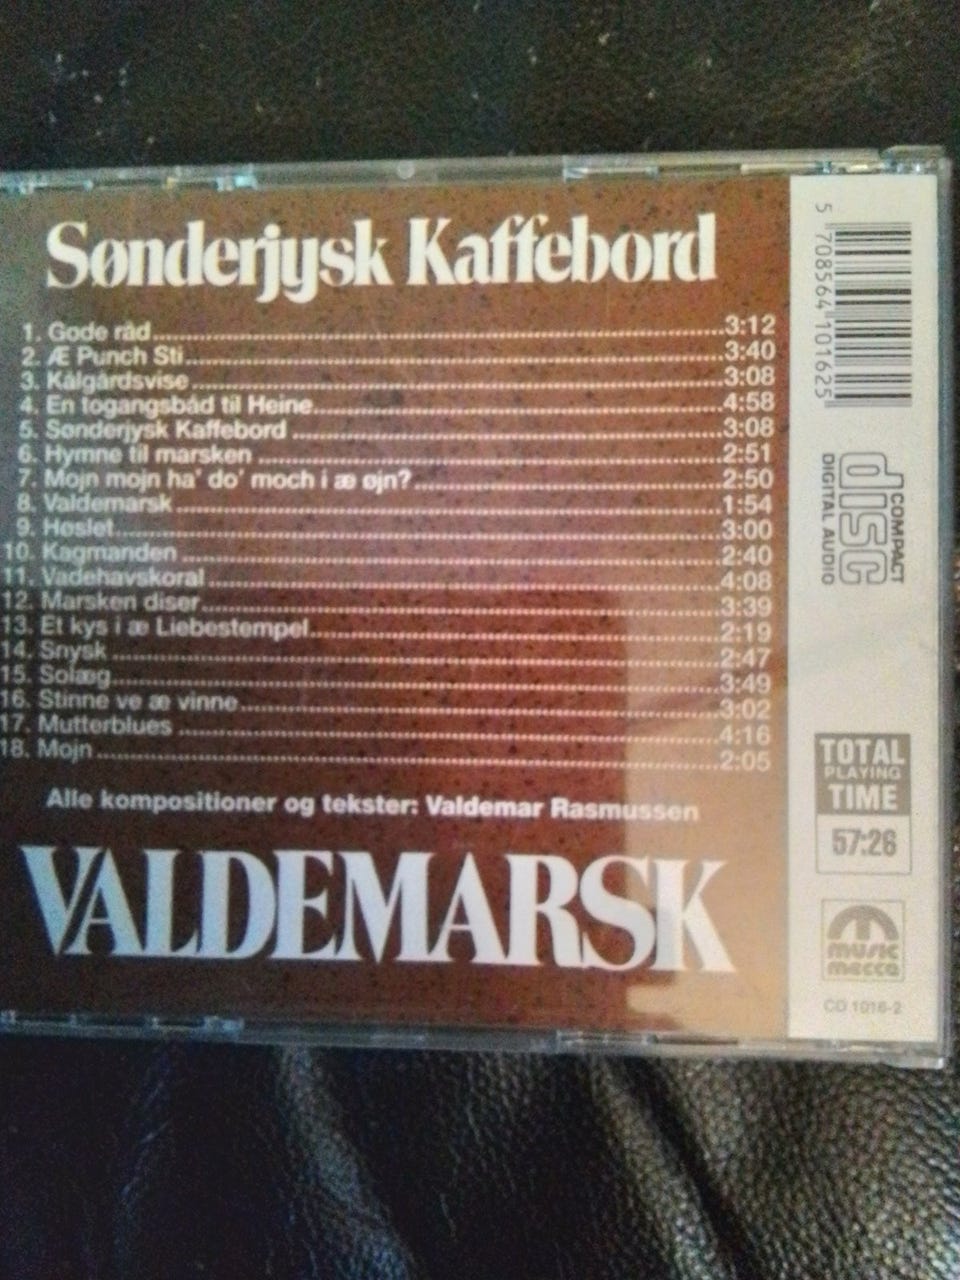 Sønderjysk Kaffebord
1. Gode råd 3:12
2. Æ Punch Sti 3:40
3. Kålgårdsvise 3:08
4. En togangsbåd til Heine 4:58
5. Sønderjysk Kaffebord 3:08
6. Hymne til marsken 2:51
7. Mojn mojn ha' do' moch i æ øjn? 2:50
8. Valdemarsk 1:54
9. Høslet 3:00
10. Kagmanden 2:40
11. Vadehavskoral 4:08
12. Marsken diser 3:39
13. Et kys i æ Liebestempel 2:19
14. Snysk 2:47
15. Solæg 3:49
16. Stinne ve æ vinne 3:02
17. Mutterblues 4:16
18. Mojn 2:05
Alle kompositioner og tekster: Valdemar Rasmussen
VALDEMARSK
5 708564 101625
COMPACT
disc
DIGITAL AUDIO
TOTAL
PLAYING
TIME
57:26
music
mecca
CD 1016-2